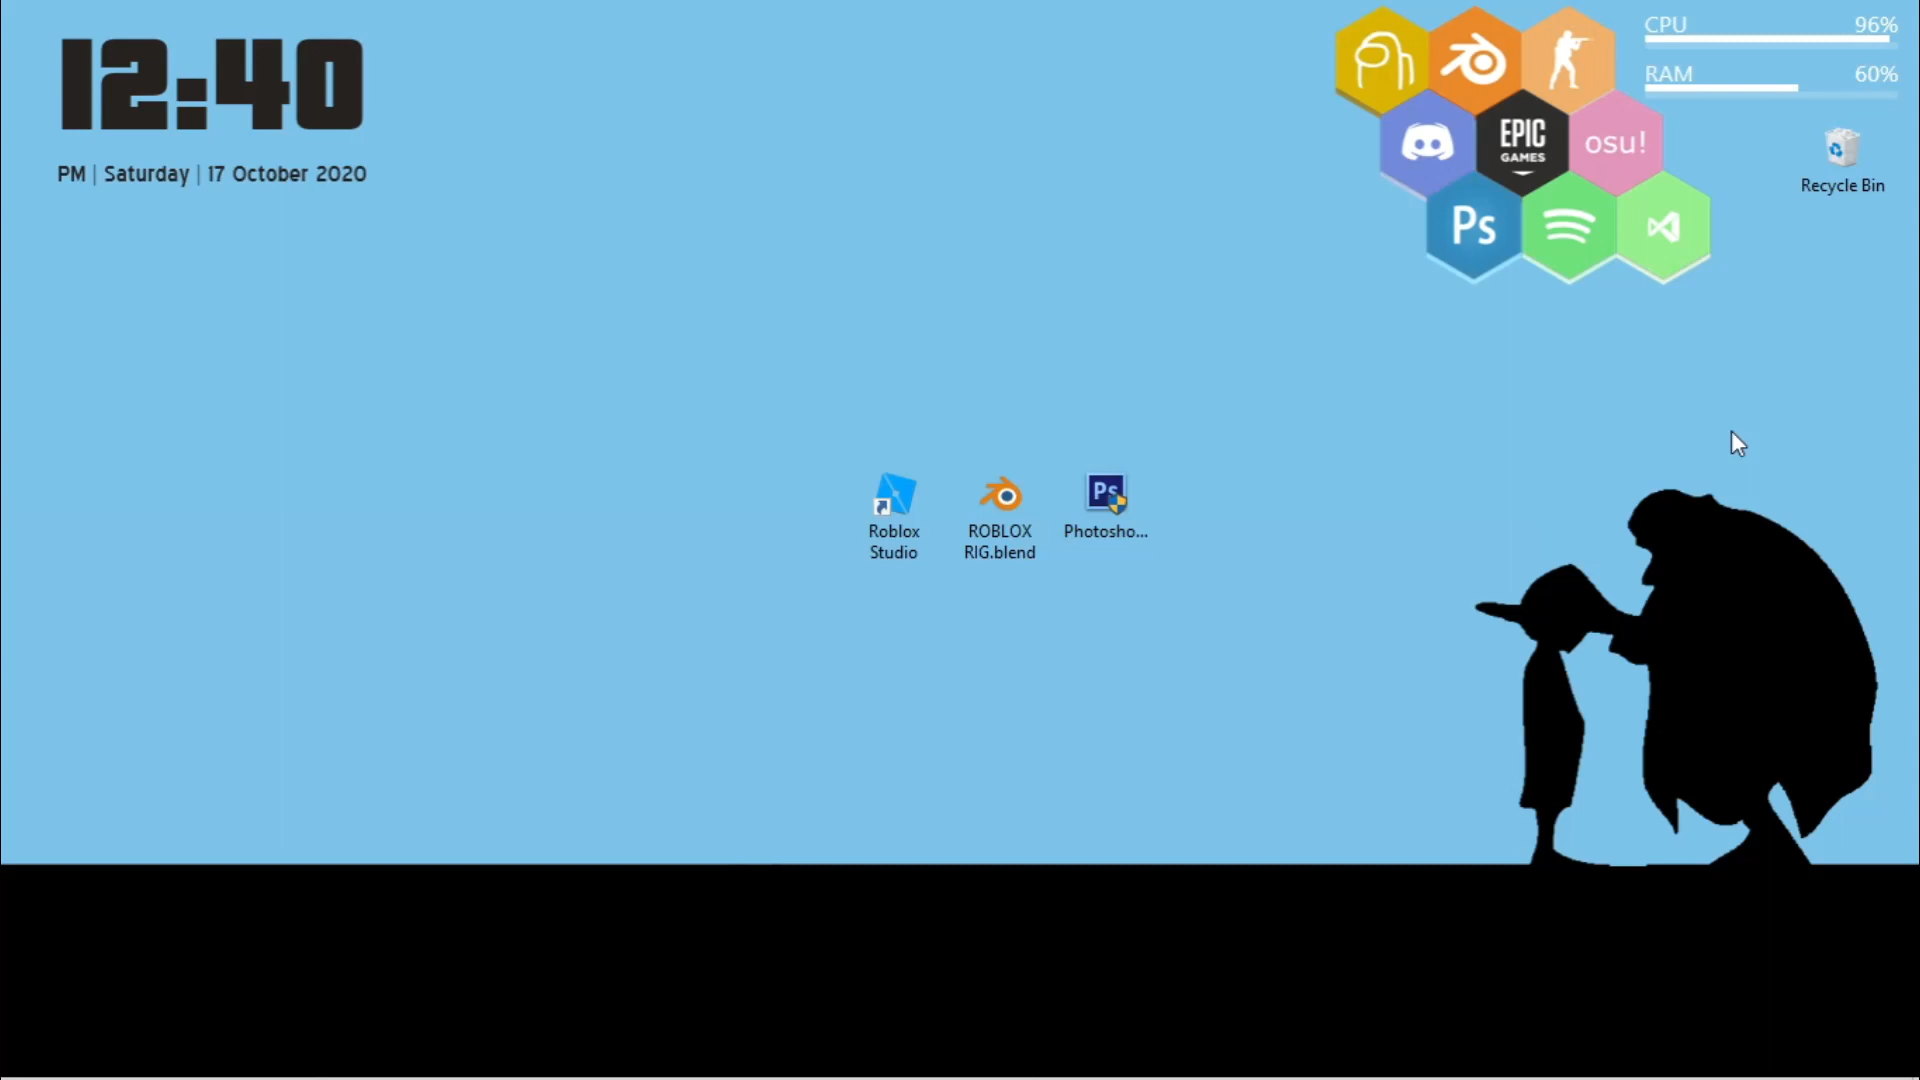 12:40
PM | Saturday | 17 October 2020
CPU 96%
RAM 60%
EPIC
GAMES
osu!
Ps
Recycle Bin
Ps
Roblox
Studio
ROBLOX
RIG.blend
Photosho...